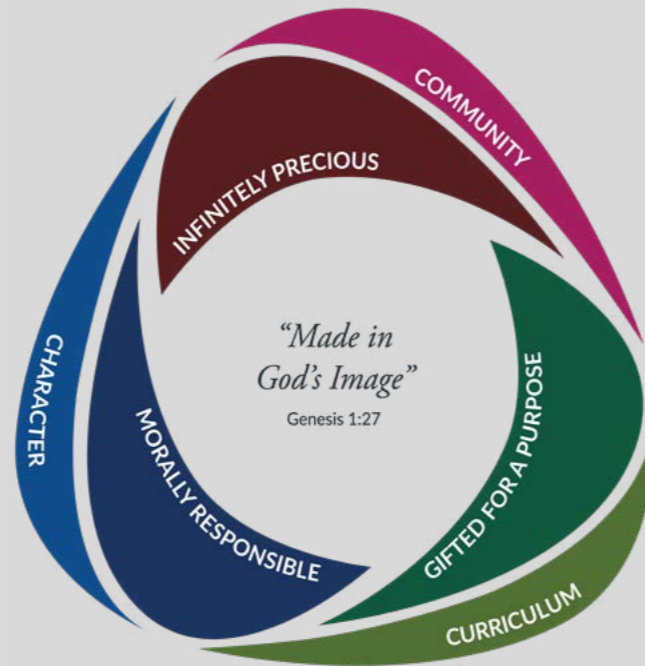 COMMUNITY
INFINITELY PRECIOUS
“Made in
God’s Image”
Genesis 1:27
CHARACTER
MORALLY RESPONSIBLE
GIFTED FOR A PURPOSE
CURRICULUM